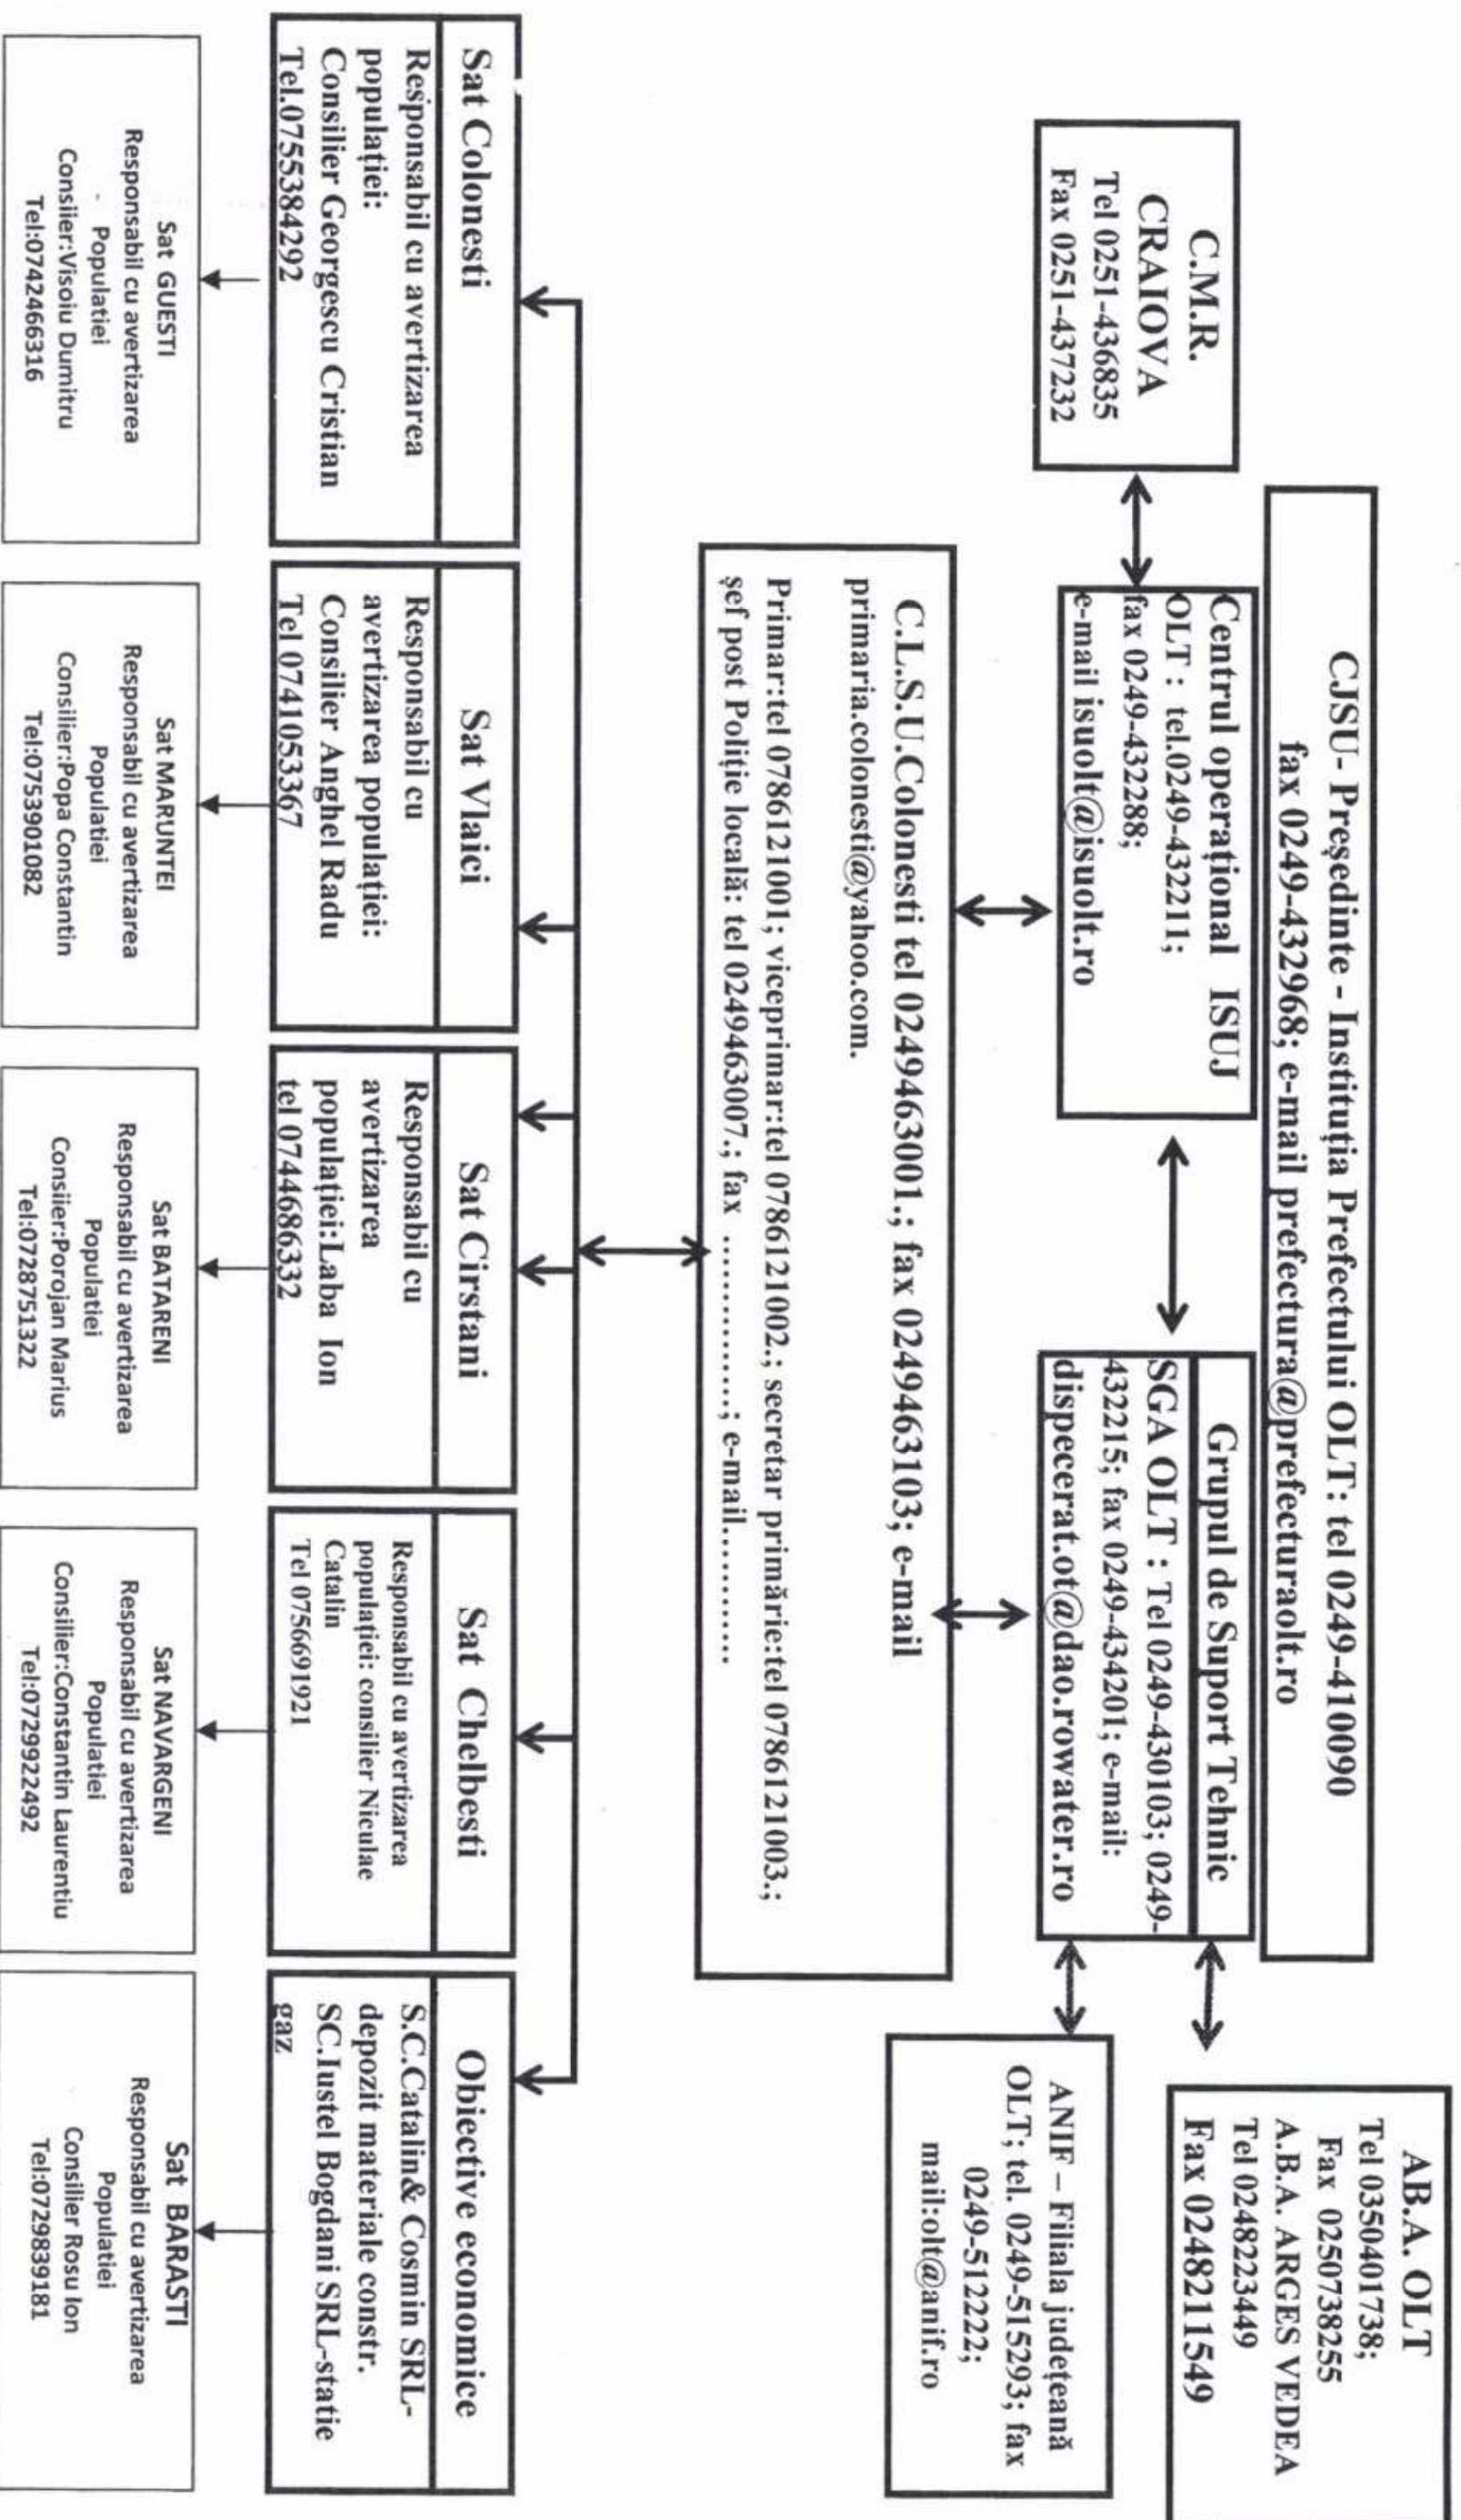 CJSU- Președinte - Instituția Prefectului OLT: tel 0249-410090
fax 0249-432968; e-mail prefectura@prefecturaolt.ro
C.M.R.
CRAIOVA
Tel 0251-436835
Fax 0251-437232
Centrul operațional ISUJ
OLT : tel.0249-432211;
fax 0249-432288;
e-mail isuolt@isuolt.ro
Grupul de Suport Tehnic
SGA OLT : Tel 0249-430103; 0249-
432215; fax 0249-434201; e-mail:
dispecerat.ot@dao.rowater.ro
AB.A. OLT
Tel 0350401738;
Fax 0250738255
A.B.A. ARGES VEDEA
Tel 0248223449
Fax 0248211549
ANIF – Filiala județeană
OLT; tel. 0249-515293; fax
0249-512222;
mail:olt@anif.ro
C.L.S.U.Colonesti tel 0249463001.; fax 0249463103; e-mail
primaria.colonesti@yahoo.com.
Primar:tel 0786121001; viceprimar:tel 0786121002.; secretar primărie:tel 0786121003.;
șef post Poliție locală: tel 0249463007.; fax ..............; e-mail...........
Sat Colonesti
Responsabil cu avertizarea
populației:
Consilier Georgescu Cristian
Tel.0755384292
Sat Vlaici
Responsabil cu
avertizarea populației:
Consilier Anghel Radu
Tel 0741053367
Sat Cirstani
Responsabil cu
avertizarea
populației:Laba Ion
tel 0744686332
Sat Chelbesti
Responsabil cu avertizarea
populației: consilier Niculae
Catalin
Tel 0756691921
Obiective economice
S.C.Catalin& Cosmin SRL-
depozit materiale constr.
SC.Iustel Bogdani SRL-statie
gaz
Sat GUESTI
Responsabil cu avertizarea
Populatiei
Consiier:Visoiu Dumitru
Tel:0742466316
Sat MARUNTEI
Responsabil cu avertizarea
Populatiei
Consilier:Popa Constantin
Tel:0753901082
Sat BATARENI
Responsabil cu avertizarea
Populatiei
Consiier:Porojan Marius
Tel:0728751322
Sat NAVARGENI
Responsabil cu avertizarea
Populatiei
Consilier:Constantin Laurentiu
Tel:0729922492
Sat BARASTI
Responsabil cu avertizarea
Populatiei
Consilier Rosu Ion
Tel:0729839181